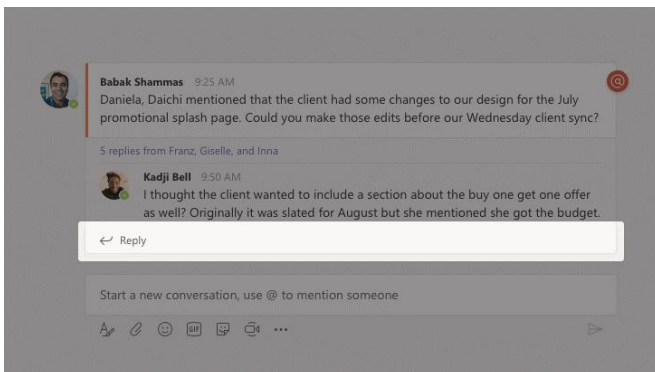 Babak Shammas 9:25 AM
Daniela, Daichi mentioned that the client had some changes to our design for the July
promotional splash page. Could you make those edits before our Wednesday client sync?
5 replies from Franz, Giselle, and Inna
Kadji Bell 9:50 AM
I thought the client wanted to include a section about the buy one get one offer
as well? Originally it was slated for August but she mentioned she got the budget.
Reply
Start a new conversation, use @ to mention someone
GIF